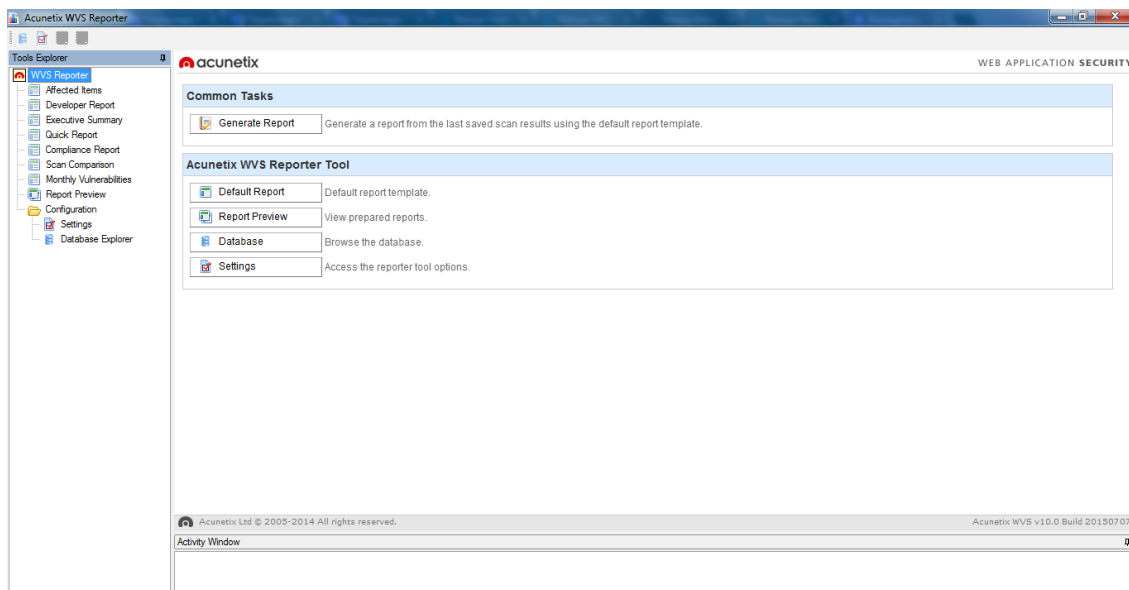 Acunetix WVS Reporter
Tools Explorer
WVS Reporter
Affected Items
Developer Report
Executive Summary
Quick Report
Compliance Report
Scan Comparison
Monthly Vulnerabilities
Report Preview
Configuration
Settings
Database Explorer
acunetix
WEB APPLICATION SECURITY
Common Tasks
Generate Report Generate a report from the last saved scan results using the default report template.
Acunetix WVS Reporter Tool
Default Report Default report template.
Report Preview View prepared reports.
Database Browse the database.
Settings Access the reporter tool options.
Acunetix Ltd © 2005-2014 All rights reserved. Acunetix WVS v10.0 Build 20150707
Activity Window